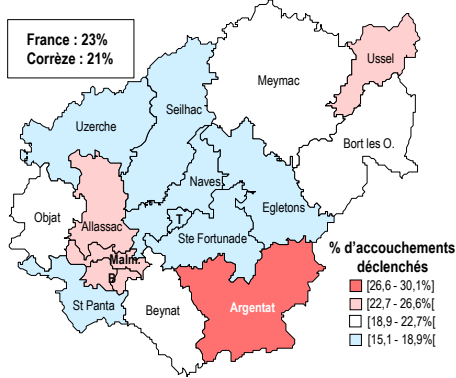 France : 23%
Corrèze : 21%
Ussel
Meymac
Seilhac
Uzerche
Bort les O.
Naves
Egletons
Objat
Allassac
T
Ste Fortunade
Malm.
B
St Panta
Beynat
Argentat
% d'accouchements
déclenchés
[26,6 - 30,1%]
[22,7 - 26,6%[
[18,9 - 22,7%[
[15,1 - 18,9%[